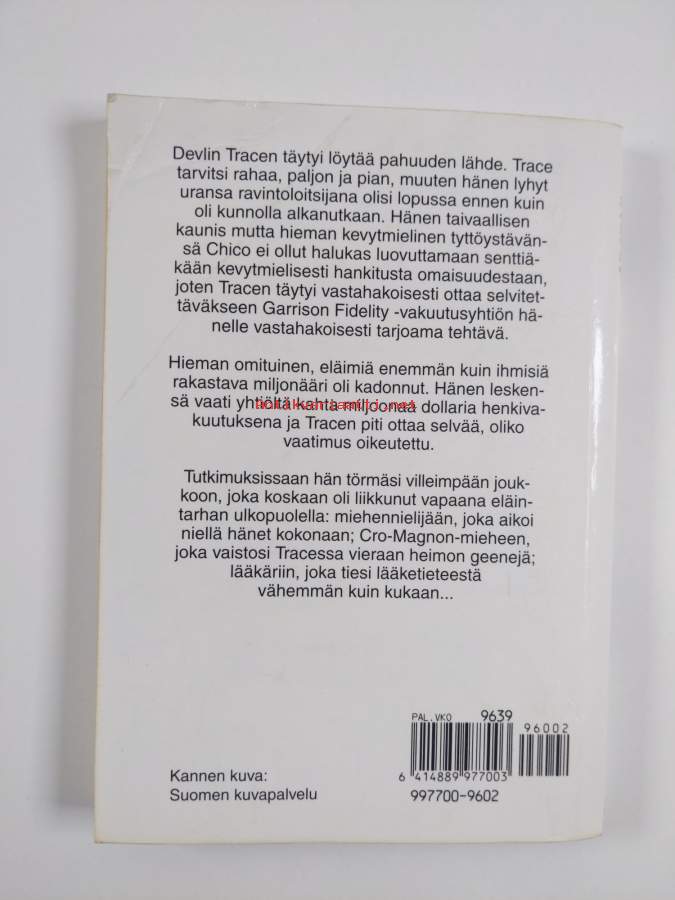 Devlin Tracen täytyi löytää pahuuden lähde. Trace
tarvitsi rahaa, paljon ja pian, muuten hänen lyhyt
uransa ravintoloitsijana olisi lopussa ennen kuin
oli kunnolla alkanutkaan. Hänen taivaallisen
kaunis mutta hieman kevytmielinen tyttöystävän-
sä Chico ei ollut halukas luovuttamaan senttiä-
kään kevytmielisesti hankitusta omaisuudestaan,
joten Tracen täytyi vastahakoisesti ottaa selvitet-
täväkseen Garrison Fidelity -vakuutusyhtiön hä-
nelle vastahakoisesti tarjoama tehtävä.
Hieman omituinen, eläimiä enemmän kuin ihmisiä
rakastava miljonääri oli kadonnut. Hänen lesken-
sä vaati yhtiöltä kahta miljoonaa dollaria henkiva-
kuutuksena ja Tracen piti ottaa selvää, oliko
vaatimus oikeutettu.
Tutkimuksissaan hän törmäsi villeimpään jouk-
koon, joka koskaan oli liikkunut vapaana eläin-
tarhan ulkopuolella: miehennielijään, joka aikoi
niellä hänet kokonaan; Cro-Magnon-mieheen,
joka vaistosi Tracessa vieraan heimon geenejä;
lääkäriin, joka tiesi lääketieteestä
vähemmän kuin kukaan...
PAL.VKO 9639
96002
6 414889 977003
997700-9602
Kannen kuva:
Suomen kuvapalvelu